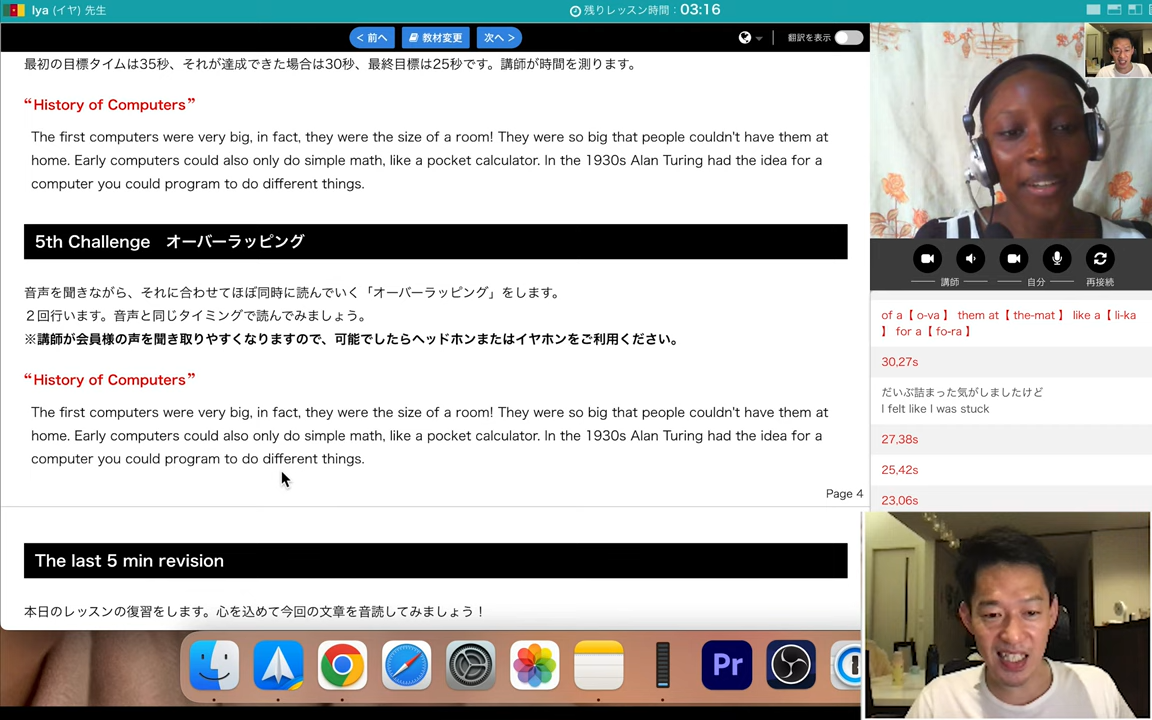 Iya (イヤ) 先生
残りレッスン時間：03:16
< 前へ
教材変更
次へ >
翻訳を表示
最初の目標タイムは35秒、それが達成できた場合は30秒、最終目標は25秒です。講師が時間を測ります。
“History of Computers”
The first computers were very big, in fact, they were the size of a room! They were so big that people couldn't have them at
home. Early computers could also only do simple math, like a pocket calculator. In the 1930s Alan Turing had the idea for a
computer you could program to do different things.
5th Challenge　オーバーラッピング
音声を聞きながら、それに合わせてほぼ同時に読んでいく「オーバーラッピング」をします。
２回行います。音声と同じタイミングで読んでみましょう。
※講師が会員様の声を聞き取りやすくなりますので、可能でしたらヘッドホンまたはイヤホンをご利用ください。
“History of Computers”
The first computers were very big, in fact, they were the size of a room! They were so big that people couldn't have them at
home. Early computers could also only do simple math, like a pocket calculator. In the 1930s Alan Turing had the idea for a
computer you could program to do different things.
Page 4
The last 5 min revision
本日のレッスンの復習をします。心を込めて今回の文章を音読してみましょう！
講師
自分
再接続
of a【 o-va 】 them at【 the-mat 】 like a【 li-ka
】 for a【 fo-ra 】
30,27s
だいぶ詰まった気がしましたけど
I felt like I was stuck
27,38s
25,42s
23,06s
Pr